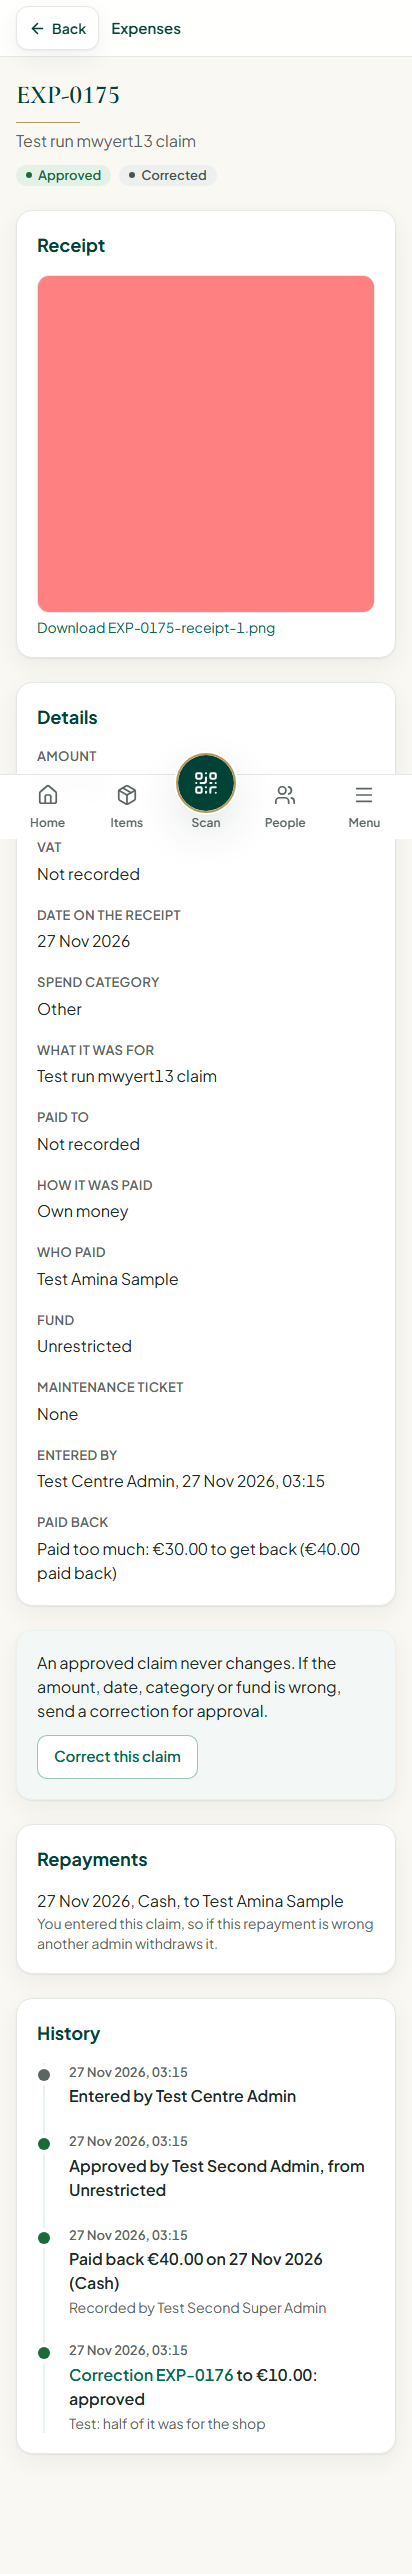 Back
Expenses
EXP-0175
Test run mwyert13 claim
Approved
Corrected
Receipt
Download EXP-0175-receipt-1.png
Details
AMOUNT
Home
Items
Scan
People
Menu
VAT
Not recorded
DATE ON THE RECEIPT
27 Nov 2026
SPEND CATEGORY
Other
WHAT IT WAS FOR
Test run mwyert13 claim
PAID TO
Not recorded
HOW IT WAS PAID
Own money
WHO PAID
Test Amina Sample
FUND
Unrestricted
MAINTENANCE TICKET
None
ENTERED BY
Test Centre Admin, 27 Nov 2026, 03:15
PAID BACK
Paid too much: €30.00 to get back (€40.00
paid back)
An approved claim never changes. If the
amount, date, category or fund is wrong,
send a correction for approval.
Correct this claim
Repayments
27 Nov 2026, Cash, to Test Amina Sample
You entered this claim, so if this repayment is wrong
another admin withdraws it.
History
27 Nov 2026, 03:15
Entered by Test Centre Admin
27 Nov 2026, 03:15
Approved by Test Second Admin, from
Unrestricted
27 Nov 2026, 03:15
Paid back €40.00 on 27 Nov 2026
(Cash)
Recorded by Test Second Super Admin
27 Nov 2026, 03:15
Correction EXP-0176 to €10.00:
approved
Test: half of it was for the shop